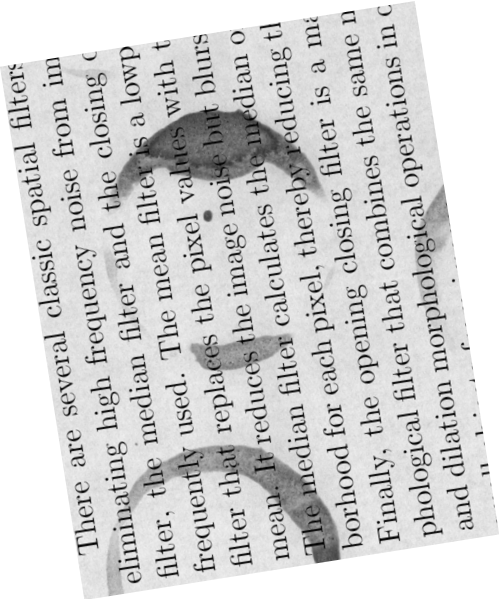 There are several classic spatial filters
eliminating high frequency noise from im
filter, the median filter and the closing c
frequently used. The mean filter is a lowp
filter that replaces the pixel values with t
mean. It reduces the image noise but blurs
The median filter calculates the median o
borhood for each pixel, thereby reducing th
Finally, the opening closing filter is a ma
phological filter that combines the same n
and dilation morphological operations in c